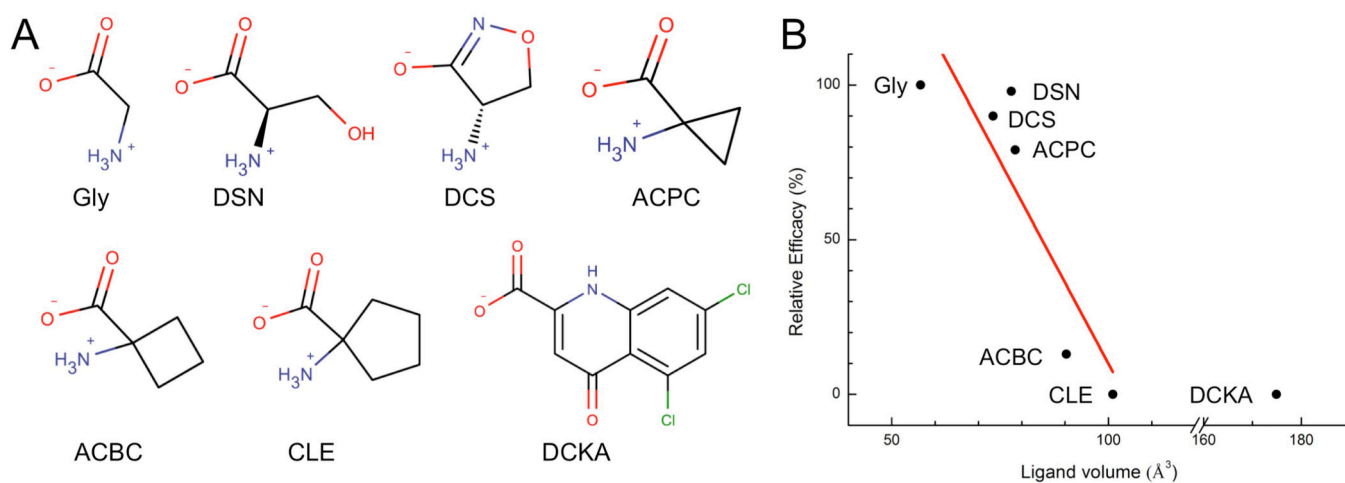 A
O
O
−
H3N
+
Gly
O
O
−
OH
H3N
+
DSN
N
O
O
−
H3N
+
DCS
O
O
−
H3N
+
ACPC
O
O
−
H3N
+
ACBC
O
O
−
H3N
+
CLE
O
O
−
H
N
O
Cl
Cl
DCKA
B
Relative Efficacy (%)
100
50
0
Gly
DSN
DCS
ACPC
ACBC
CLE
DCKA
50 100 160 180
Ligand volume (Å3)